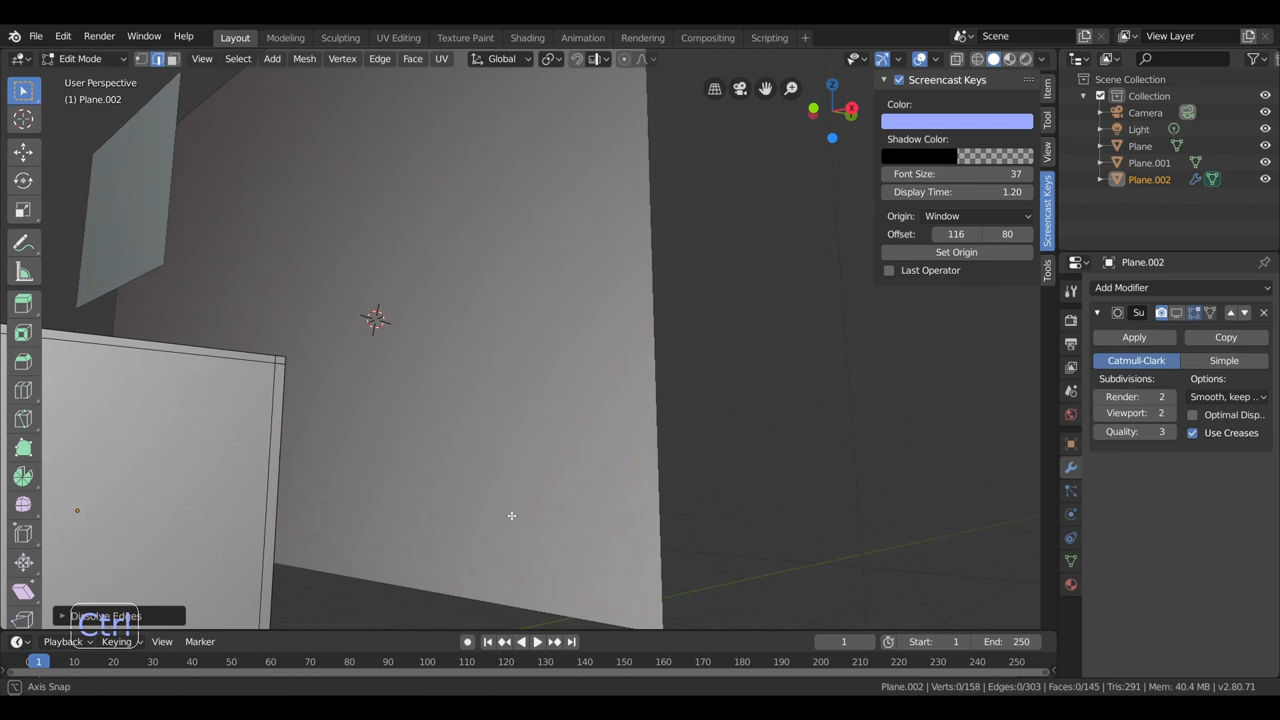 File Edit Render Window Help Layout Modeling Sculpting UV Editing Texture Paint Shading Animation Rendering Compositing Scripting + Scene View Layer
Edit Mode View Select Add Mesh Vertex Edge Face UV Global
User Perspective
(1) Plane.002
Z
X
Y
Screencast Keys
Color:
Shadow Color:
Font Size: 37
Display Time: 1.20
Origin: Window
Offset: 116 80
Set Origin
Last Operator
Item
Tool
View
Screencast Keys
Tools
Scene Collection
Collection
Camera
Light
Plane
Plane.001
Plane.002
Plane.002
Add Modifier
Su
Apply Copy
Catmull-Clark Simple
Subdivisions: Options:
Render: 2 Smooth, keep ..
Viewport: 2 Optimal Disp..
Quality: 3 Use Creases
Dissolve Edges
Ctrl
Playback Keying View Marker 1 Start: 1 End: 250
1 10 20 30 40 50 60 70 80 90 100 110 120 130 140 150 160 170 180 190 200 210 220 230 240 250
Axis Snap
Plane.002 | Verts:0/158 | Edges:0/303 | Faces:0/145 | Tris:291 | Mem: 40.4 MB | v2.80.71